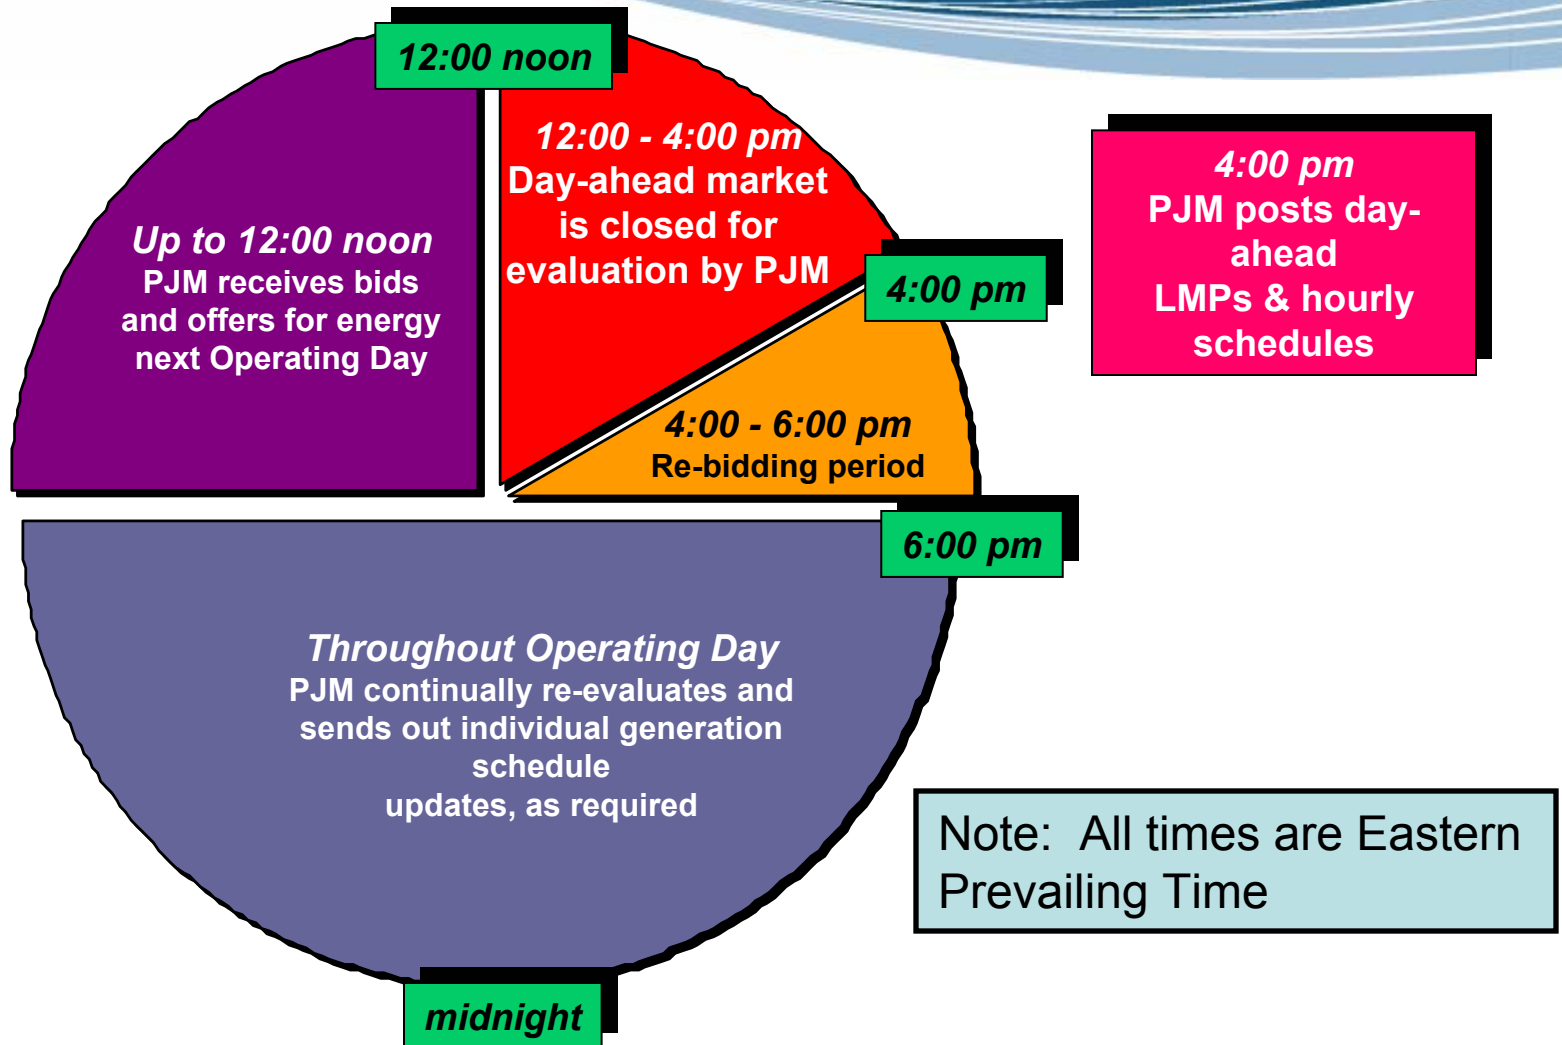 12:00 noon
Up to 12:00 noon
PJM receives bids
and offers for energy
next Operating Day
12:00 - 4:00 pm
Day-ahead market
is closed for
evaluation by PJM
4:00 pm
4:00 pm
PJM posts day-
ahead
LMPs & hourly
schedules
4:00 - 6:00 pm
Re-bidding period
6:00 pm
Throughout Operating Day
PJM continually re-evaluates and
sends out individual generation
schedule
updates, as required
Note:  All times are Eastern
Prevailing Time
midnight